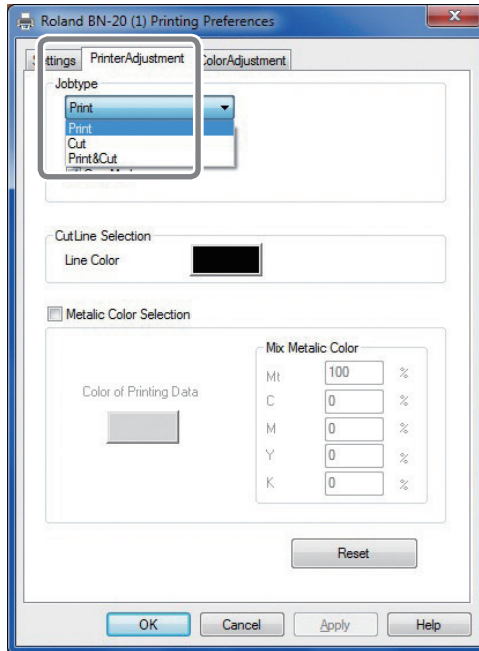 Roland BN-20 (1) Printing Preferences
ttings PrinterAdjustment ColorAdjustment
Jobtype
Print
Print
Cut
Print&Cut
CutLine Selection
Line Color
Metalic Color Selection
Mix Metalic Color
Color of Printing Data
Mt 100 %
C 0 %
M 0 %
Y 0 %
K 0 %
Reset
OK Cancel Apply Help